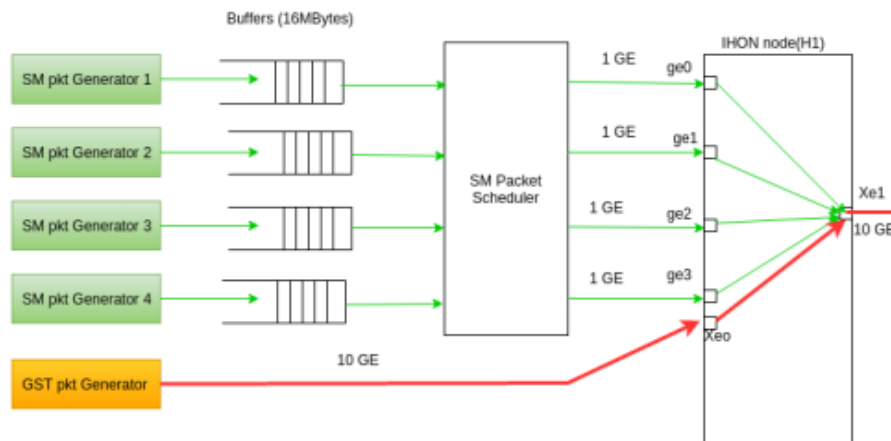 Buffers (16MBytes)
IHON node(H1)
SM pkt Generator 1
1 GE
ge0
SM pkt Generator 2
1 GE
ge1
SM Packet
Scheduler
Xe1
SM pkt Generator 3
1 GE
ge2
10 GE
SM pkt Generator 4
1 GE
ge3
Xeo
10 GE
GST pkt Generator